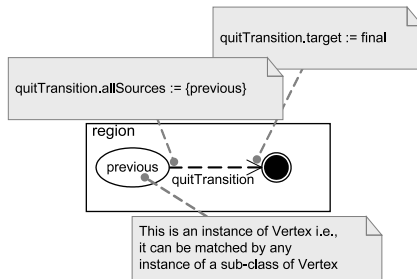 quitTransition.target := final
quitTransition.allSources := {previous}
region
previous
quitTransition
This is an instance of Vertex i.e.,
it can be matched by any
instance of a sub-class of Vertex